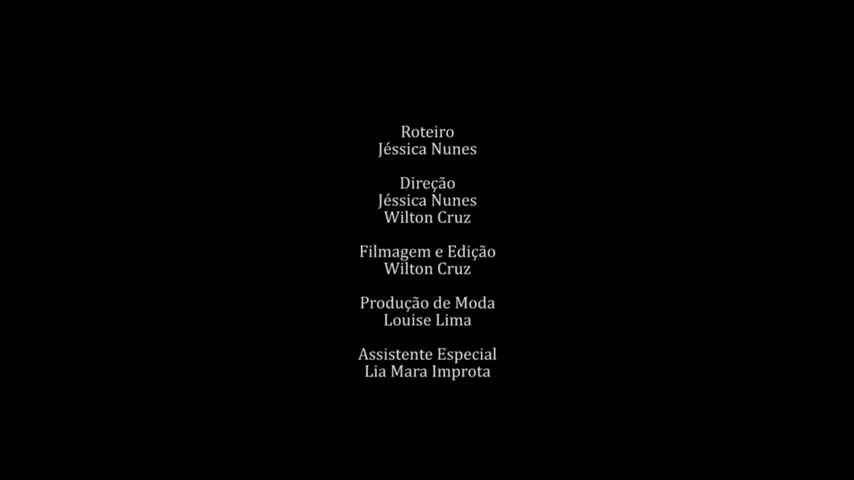 Roteiro
Jéssica Nunes
Direção
Jéssica Nunes
Wilton Cruz
Filmagem e Edição
Wilton Cruz
Produção de Moda
Louise Lima
Assistente Especial
Lia Mara Improta